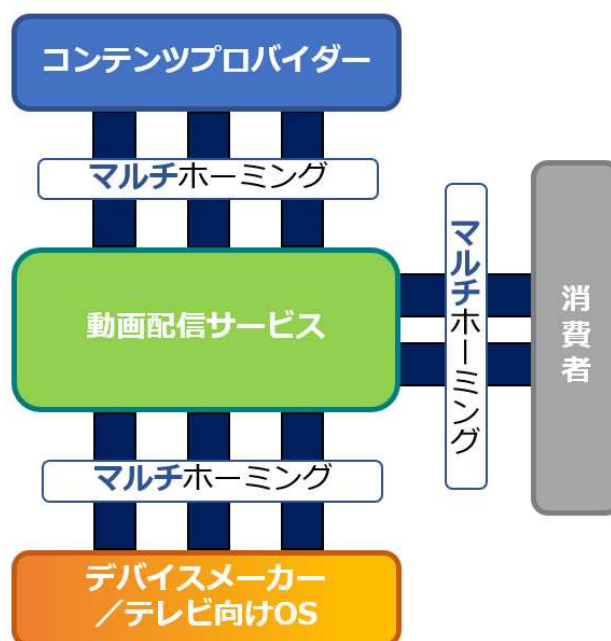 コンテンツプロバイダー
マルチホーミング
動画配信サービス
マルチホーミング
消費者
マルチホーミング
デバイスメーカー
／テレビ向けOS